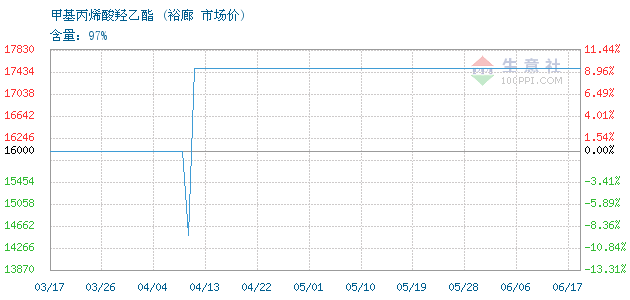 甲基丙烯酸羟乙酯 (裕廊 市场价)
含量: 97%
17830 11.44%
17434 8.96%
17038 6.49%
16642 4.01%
16246 1.54%
16000 0.00%
15454 -3.41%
15058 -5.89%
14662 -8.36%
14266 -10.84%
13870 -13.31%
生意社
100PPI.COM
03/17 03/26 04/04 04/13 04/22 05/01 05/10 05/19 05/28 06/06 06/17